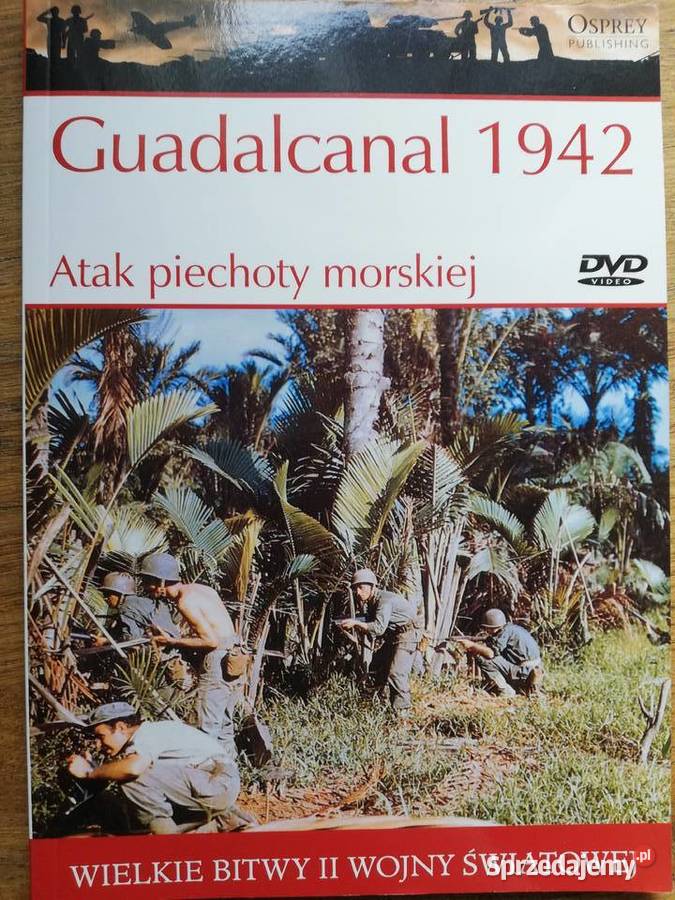 OSPREY
PUBLISHING
Guadalcanal 1942
Atak piechoty morskiej
DVD
VIDEO
WIELKIE BITWY II WOJNY ŚWIATOWEJ
Sprzedajemy.pl